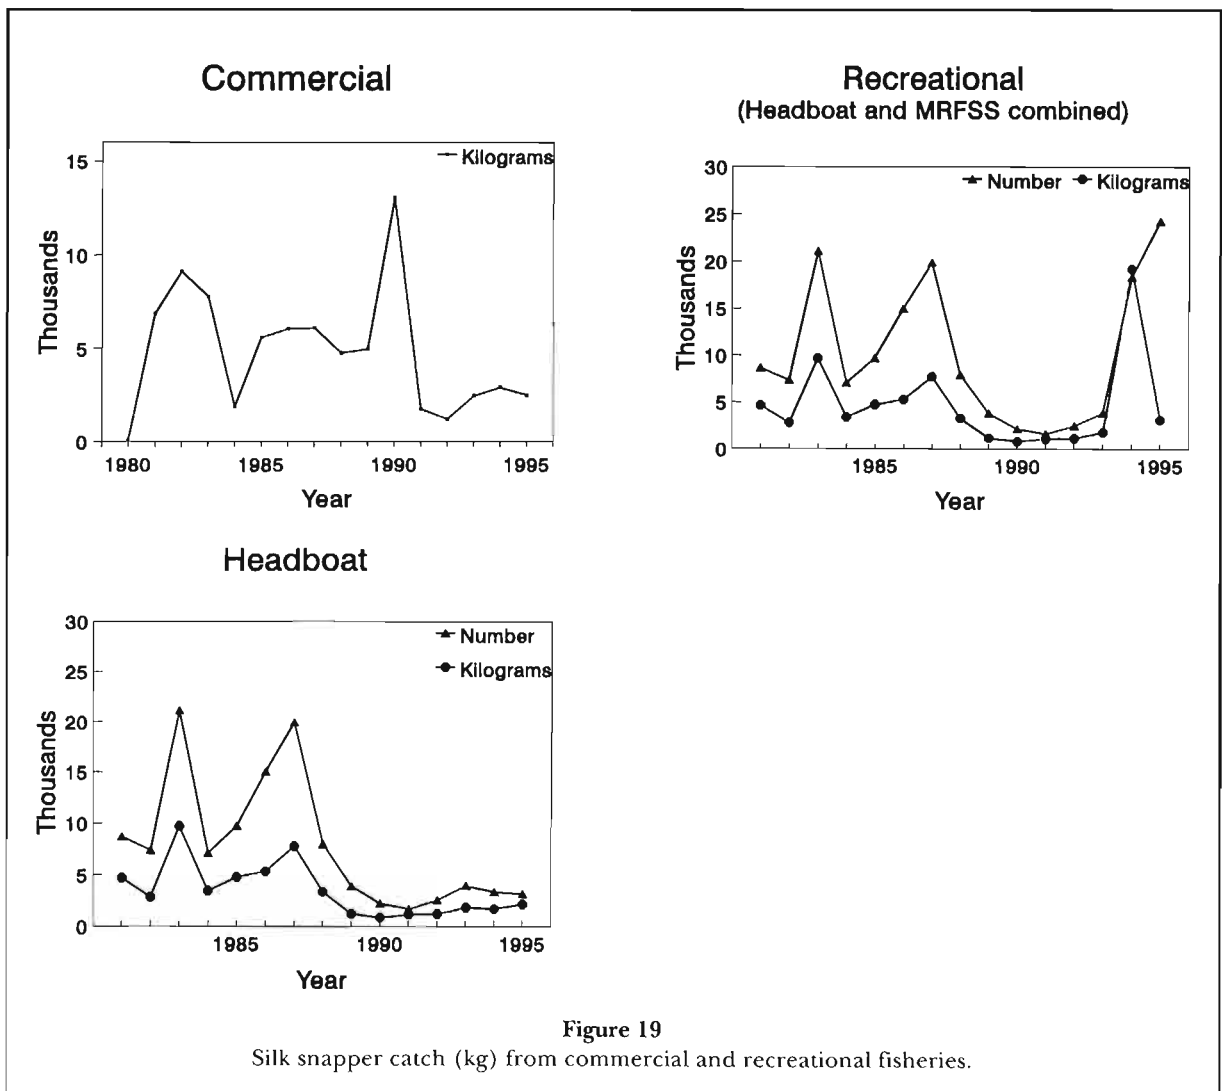 Commercial
Kilograms
15
10
5
0
Thousands
1980 1985 1990 1995
Year
Recreational
(Headboat and MRFSS combined)
Number Kilograms
30
25
20
15
10
5
0
Thousands
1985 1990 1995
Year
Headboat
Number
Kilograms
30
25
20
15
10
5
0
Thousands
1985 1990 1995
Year
Figure 19
Silk snapper catch (kg) from commercial and recreational fisheries.